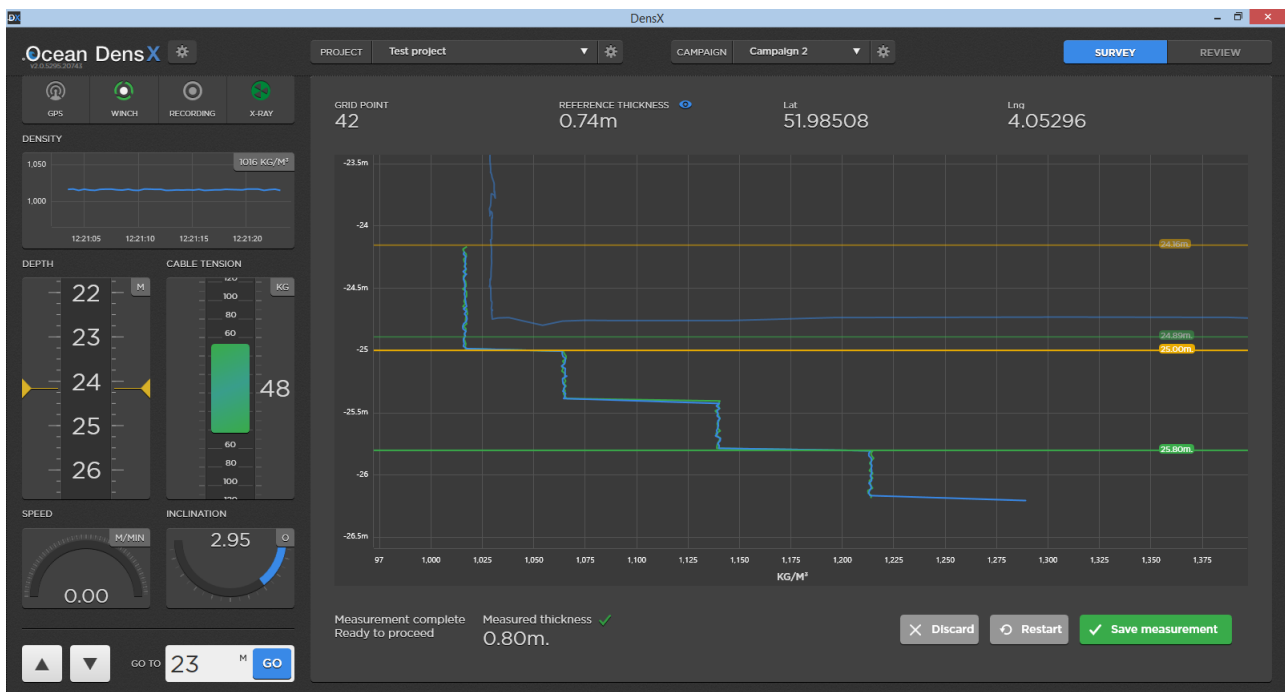 DX
DensX
.Ocean DensX
v2.0.5295.20743
PROJECT Test project
CAMPAIGN Campaign 2
SURVEY
REVIEW
GPS
WINCH
RECORDING
X-RAY
DENSITY
1016 KG/M³
1,050
1,000
12:21:05 12:21:10 12:21:15 12:21:20
DEPTH
M
22
23
24
25
26
CABLE TENSION
KG
120
100
80
60
48
60
80
100
120
SPEED
M/MIN
0.00
INCLINATION
2.95 O
GO TO 23 M GO
GRID POINT
42
REFERENCE THICKNESS
0.74m
Lat
51.98508
Lng
4.05296
-23.5m
-24
-24.5m
-25
-25.5m
-26
-26.5m
24.16m.
24.89m.
25.00m.
25.80m.
97 1,000 1,025 1,050 1,075 1,100 1,125 1,150 1,175 1,200 1,225 1,250 1,275 1,300 1,325 1,350 1,375
KG/M³
Measurement complete
Ready to proceed
Measured thickness
0.80m.
Discard
Restart
Save measurement